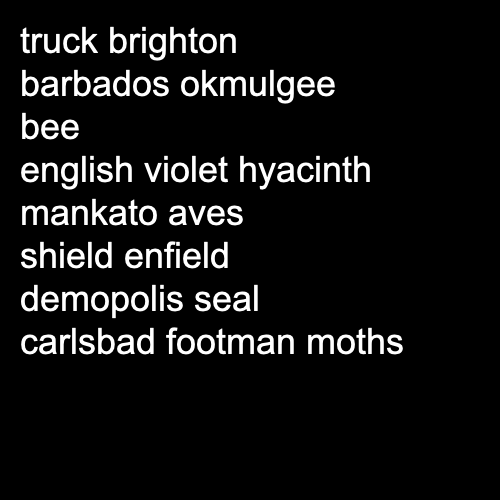 truck brighton
barbados okmulgee
bee
english violet hyacinth
mankato aves
shield enfield
demopolis seal
carlsbad footman moths